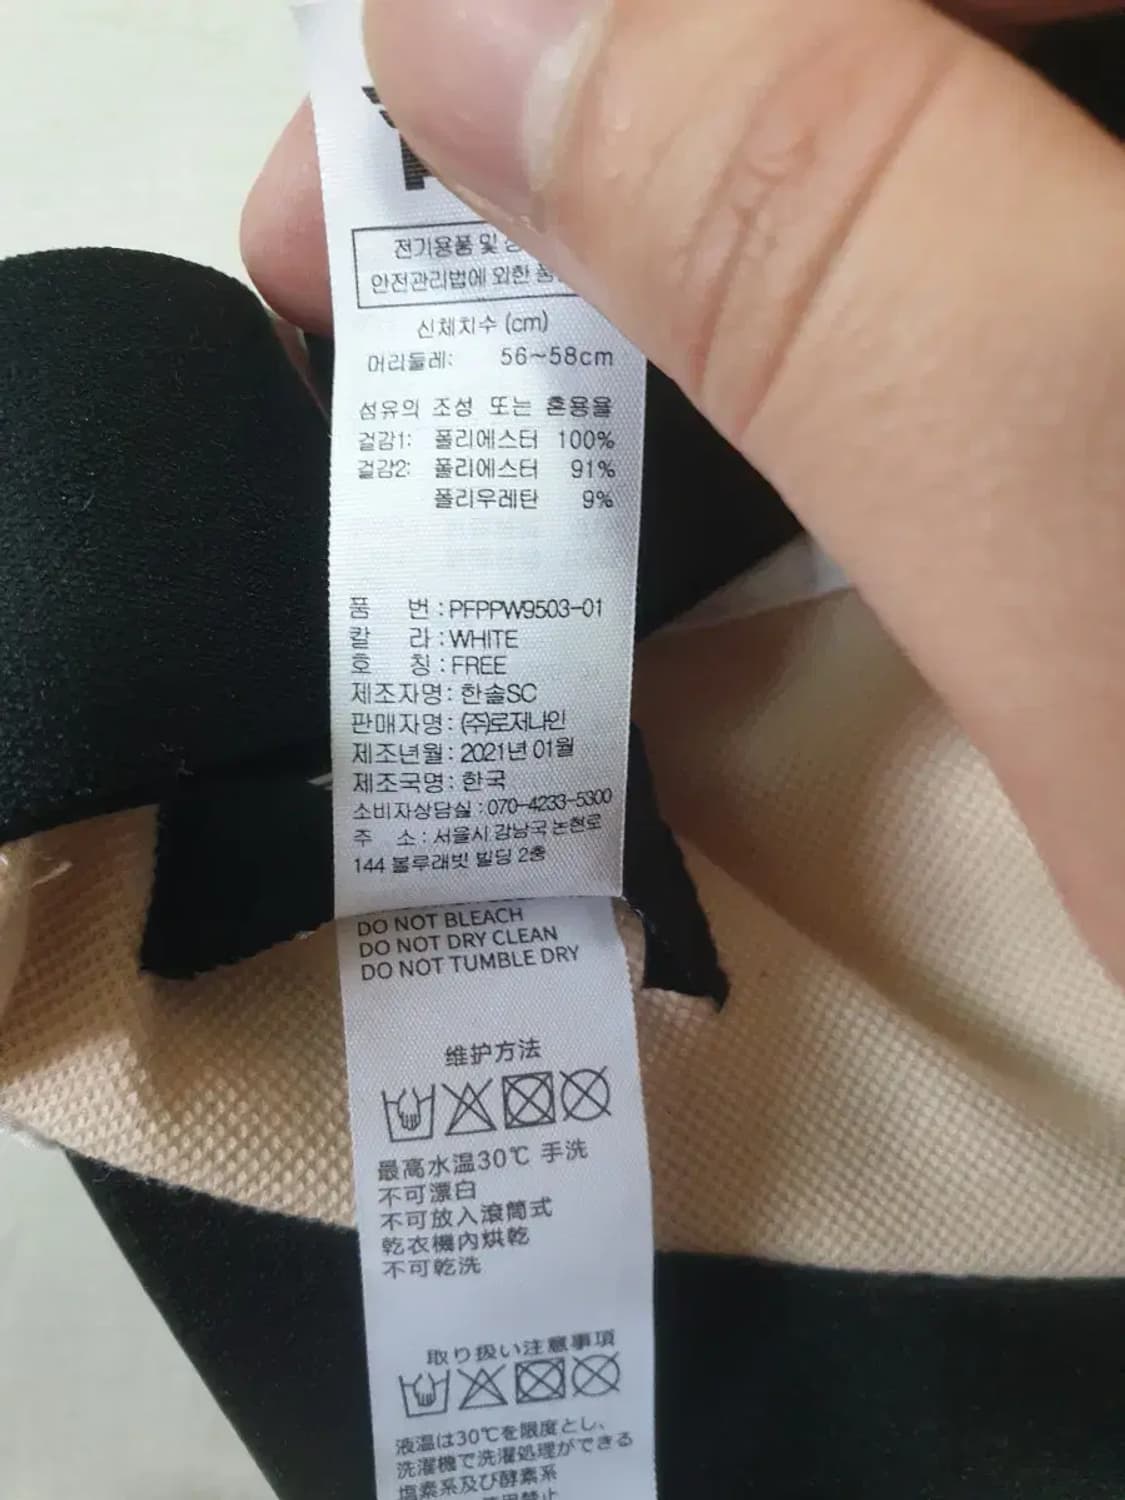 전기용품 및
안전관리법에 의한
신체치수 (cm)
머리둘레: 56~58cm
섬유의 조성 또는 혼용율
겉감1: 폴리에스터 100%
겉감2: 폴리에스터 91%
폴리우레탄 9%
품 번 : PFPPW9503-01
칼 라 : WHITE
호 칭 : FREE
제조자명 : 한솔SC
판매자명 : (주)로저나인
제조년월 : 2021년 01월
제조국명 : 한국
소비자상담실 : 070-4233-5300
주 소 : 서울시 강남국 논현로
144 블루래빗 빌딩 2층
DO NOT BLEACH
DO NOT DRY CLEAN
DO NOT TUMBLE DRY
维护方法
最高水温30℃ 手洗
不可漂白
不可放入滾筒式
乾衣機內烘乾
不可乾洗
取り扱い注意事項
液温は30℃を限度とし、
洗濯機で洗濯処理ができる
塩素系及び酵素系